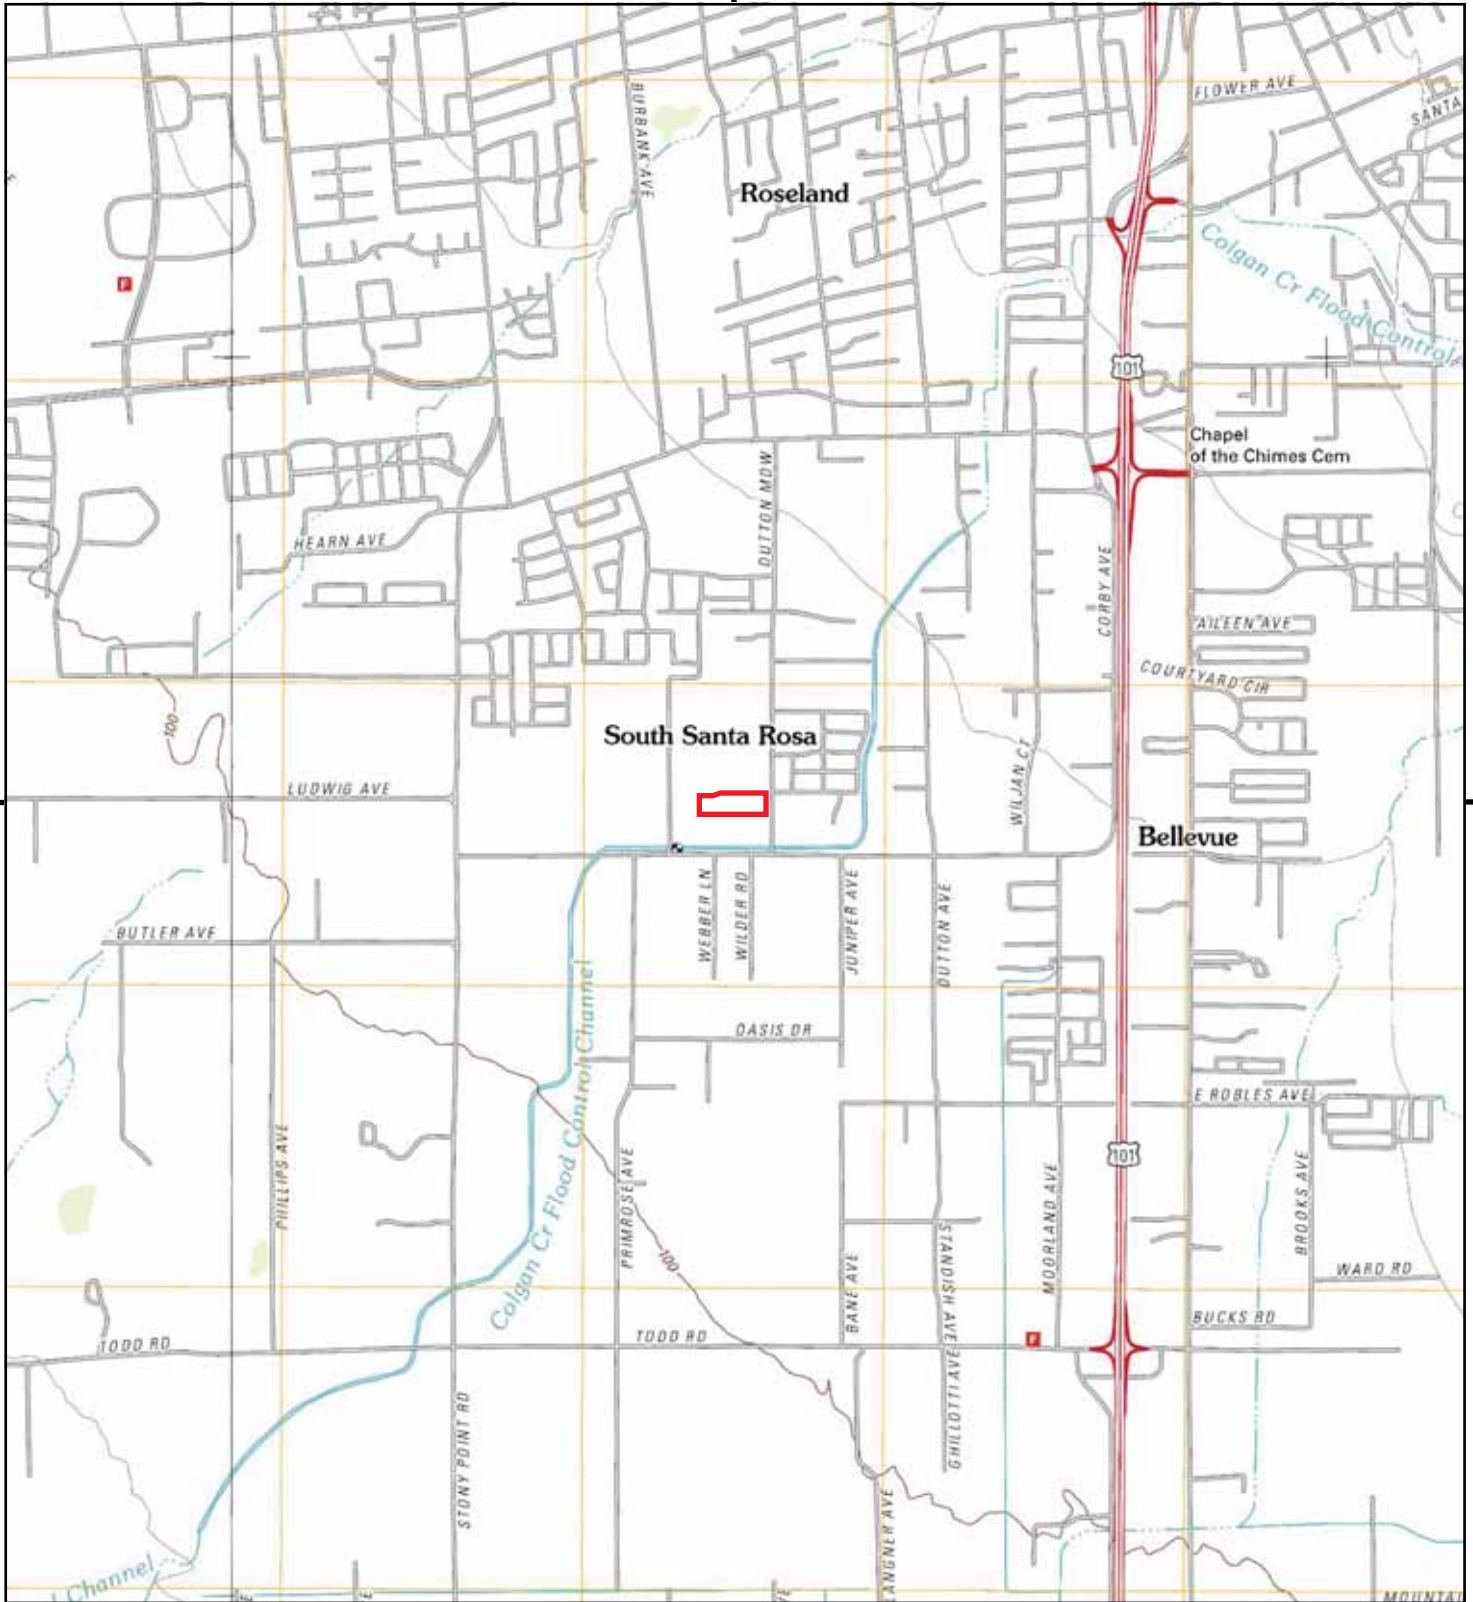 FLOWER AVE
SANTA
BURBANK AVE
Roseland
F
Colgan Cr Flood Control
101
Chapel
of the Chimes Cem
DUTTON MDW
HEARN AVE
CORBY AVE
AILEEN AVE
COURTYARD CIR
100
South Santa Rosa
WILJAN CT
LUDWIG AVE
Bellevue
WEBBER LN
WILDER RD
JUNIPER AVE
DUTTON AVE
BUTLER AVE
Colgan Cr Flood Control Channel
OASIS DR
E ROBLES AVE
PHILLIPS AVE
PRIMROSE AVE
101
MOORLAND AVE
BROOKS AVE
STANDISH AVE
100
BANE AVE
WARD RD
BUCKS RD
TODD RD
TODD RD
F
GHILLOTTI AVE
STONY POINT RD
LANGNER AVE
l Channel
E
E
VE
MOUNTAI